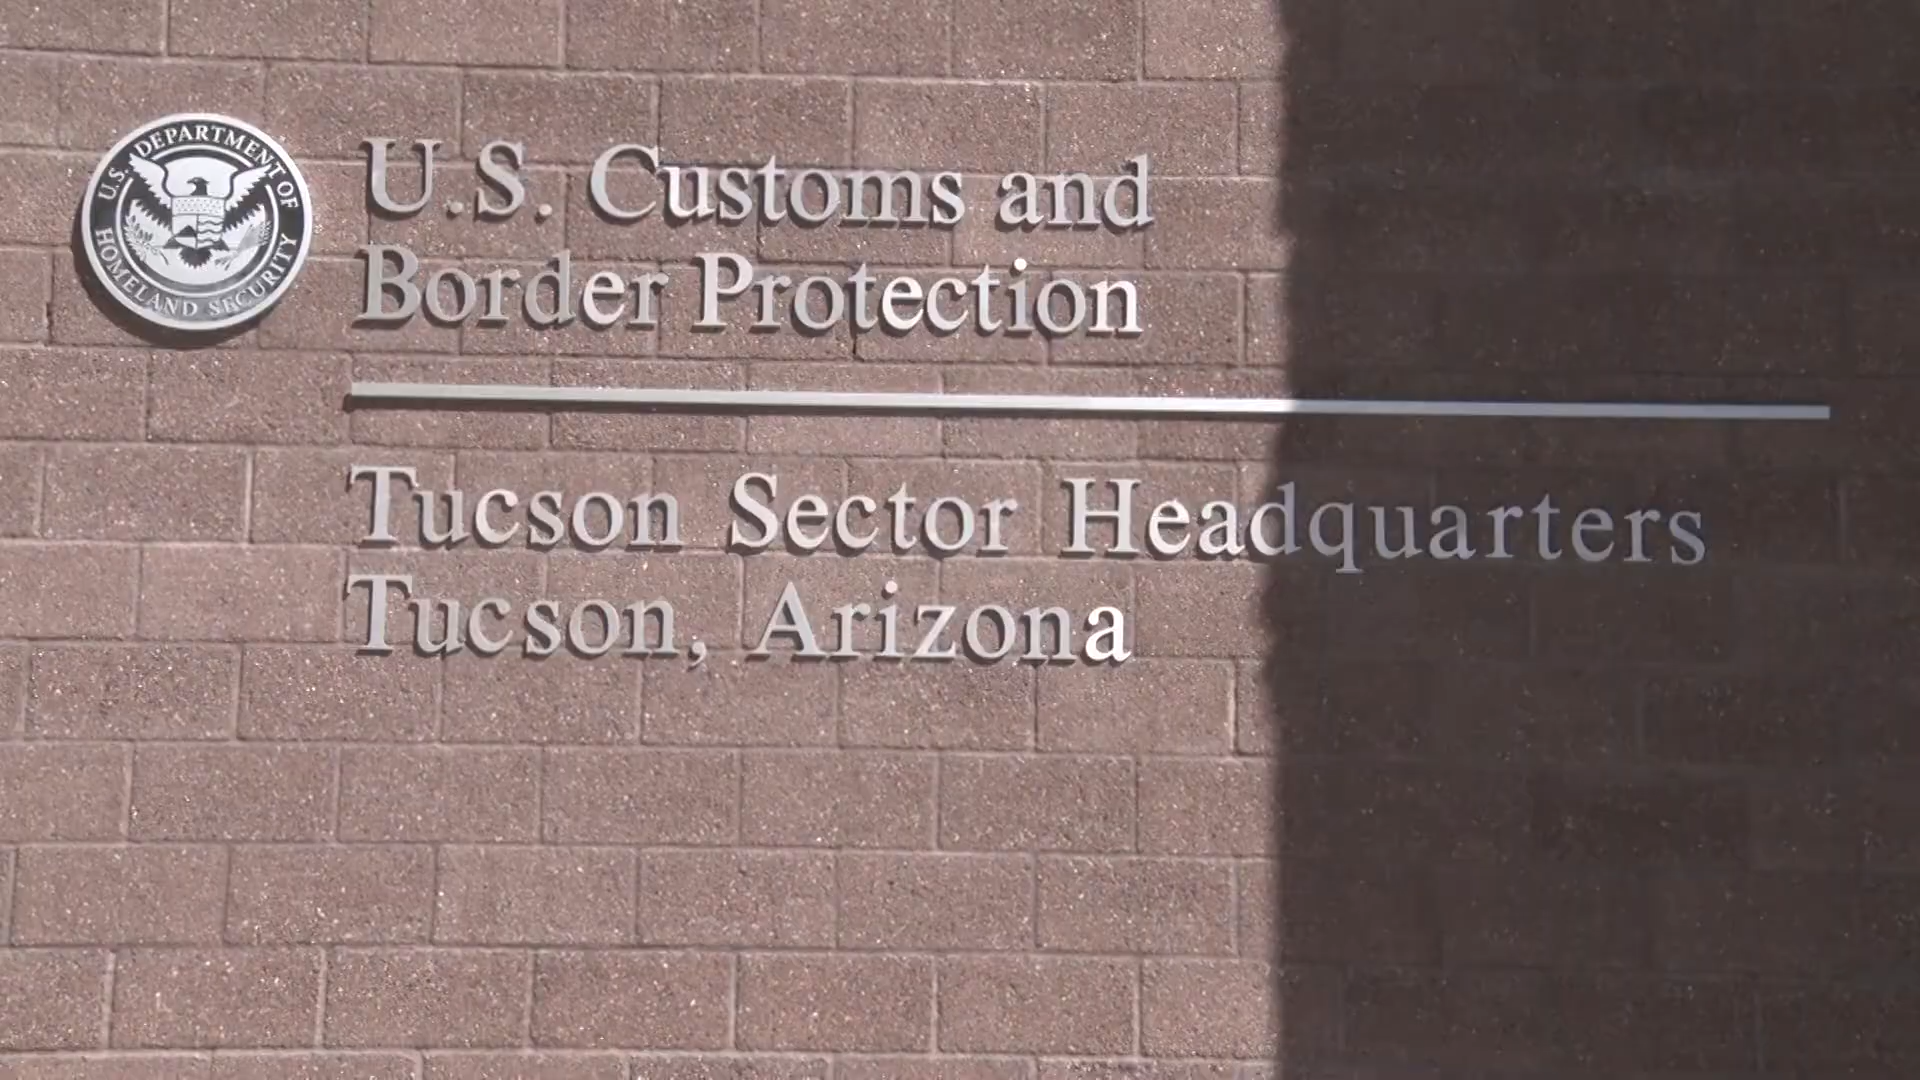 U.S. DEPARTMENT OF
HOMELAND SECURITY
U.S. Customs and
Border Protection
Tucson Sector Headquarters
Tucson, Arizona